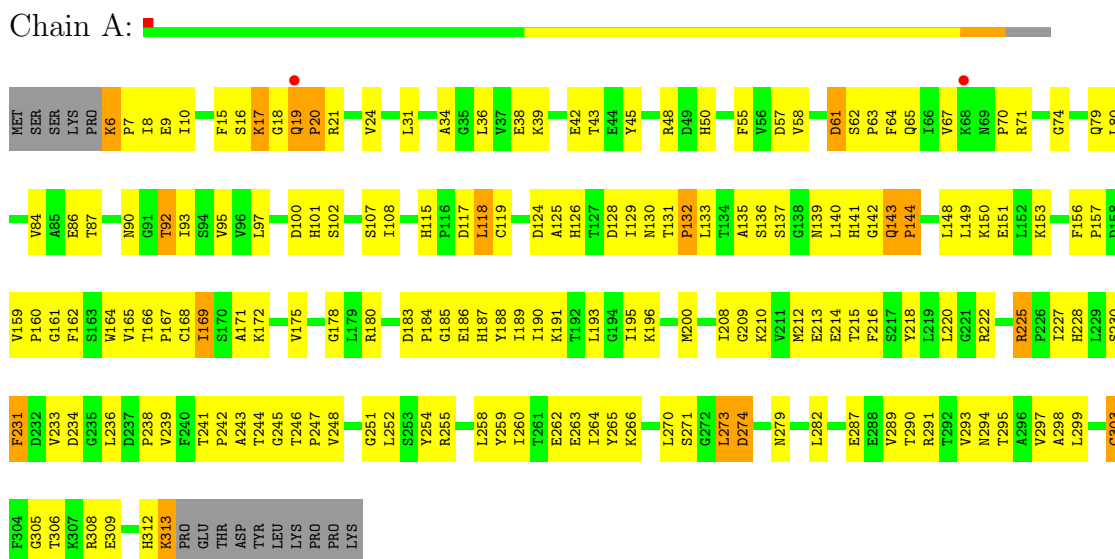 Chain A:
MET SER SER LYS PRO K6 P7 I8 E9 I10 F15 S16 K17 G18 Q19 P20 R21 V24 L31 A34 G35 L36 V37 E38 K39 E42 T43 E44 Y45 R48 D49 H50 F55 V56 D57 V58 D61 S62 P63 F64 Q65 I66 V67 K68 N69 P70 R71 G74 Q79 L80
V84 A85 E86 T87 N90 G91 T92 I93 S94 V95 V96 L97 D100 H101 S102 S107 I108 H115 P116 D117 L118 G119 D124 A125 H126 T127 D128 I129 N130 T131 P132 L133 T134 A135 S136 S137 G138 N139 L140 H141 G142 Q143 P144 L148 L149 K150 E151 L152 K153 F156 P157 D158
V159 P160 G161 F162 S163 W164 V165 T166 P167 C168 I169 S170 A171 K172 V175 G178 L179 R180 D183 P184 G185 E186 H187 Y188 I189 I190 K191 T192 L193 G194 I195 K196 M200 I208 G209 K210 V211 M212 E213 E214 T215 F216 S217 Y218 L219 L220 G221 R222 R225 P226 I227 H228 L229 S230
F231 D232 V233 D234 G235 L236 D237 P238 V239 F240 T241 P242 A243 T244 G245 T246 P247 V248 G251 L252 S253 Y254 R255 L258 Y259 I260 T261 E262 E263 I264 Y265 K266 L270 S271 G272 L273 D274 N279 L282 E287 E288 V289 T290 R291 T292 V293 N294 T295 A296 V297 A298 L299
F304 G305 T306 K307 R308 E309 H312 K313 PRO GLU THR ASP TYR LEU LYS PRO PRO LYS